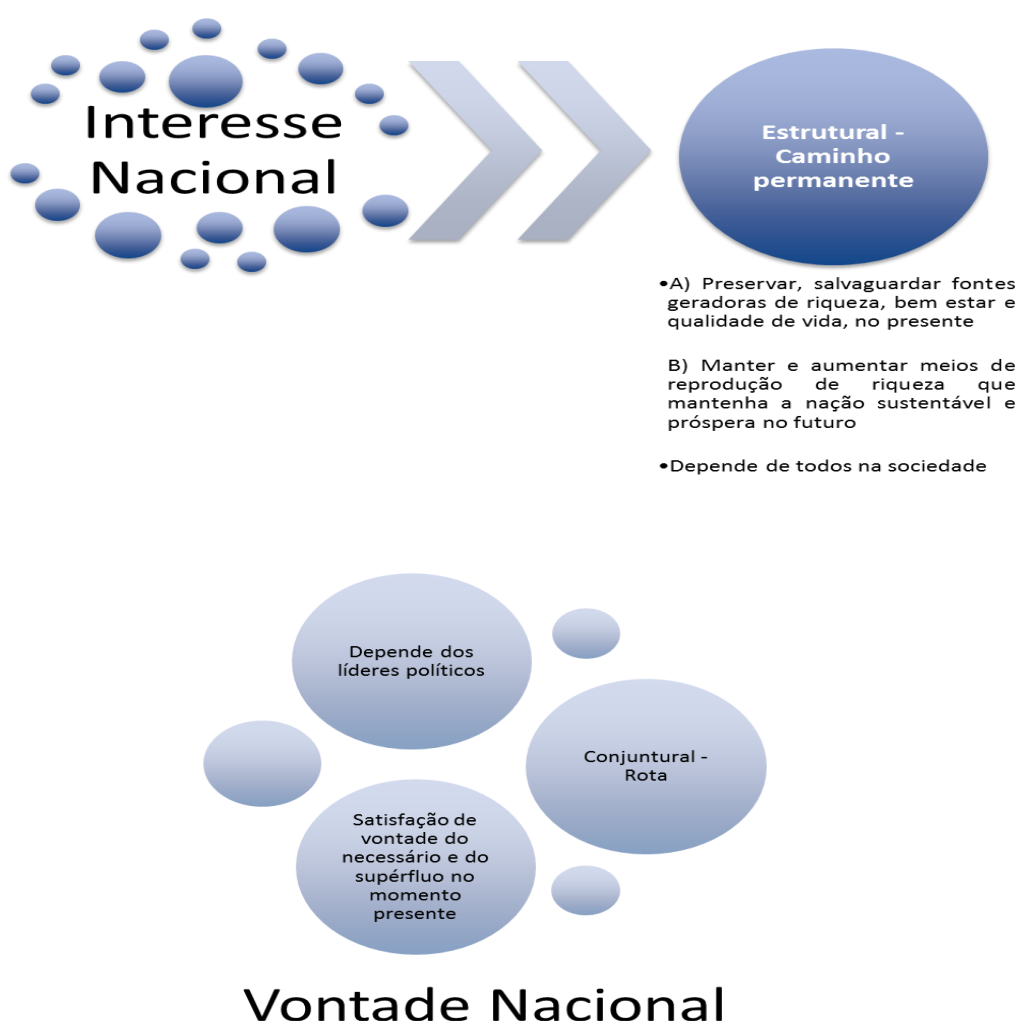 Interesse
Nacional
Estrutural -
Caminho
permanente
•A) Preservar, salvaguardar fontes
geradoras de riqueza, bem estar e
qualidade de vida, no presente
B) Manter e aumentar meios de
reprodução de riqueza que
mantenha a nação sustentável e
próspera no futuro
•Depende de todos na sociedade
Depende dos
líderes políticos
Conjuntural -
Rota
Satisfação de
vontade do
necessário e do
supérfluo no
momento
presente
Vontade Nacional